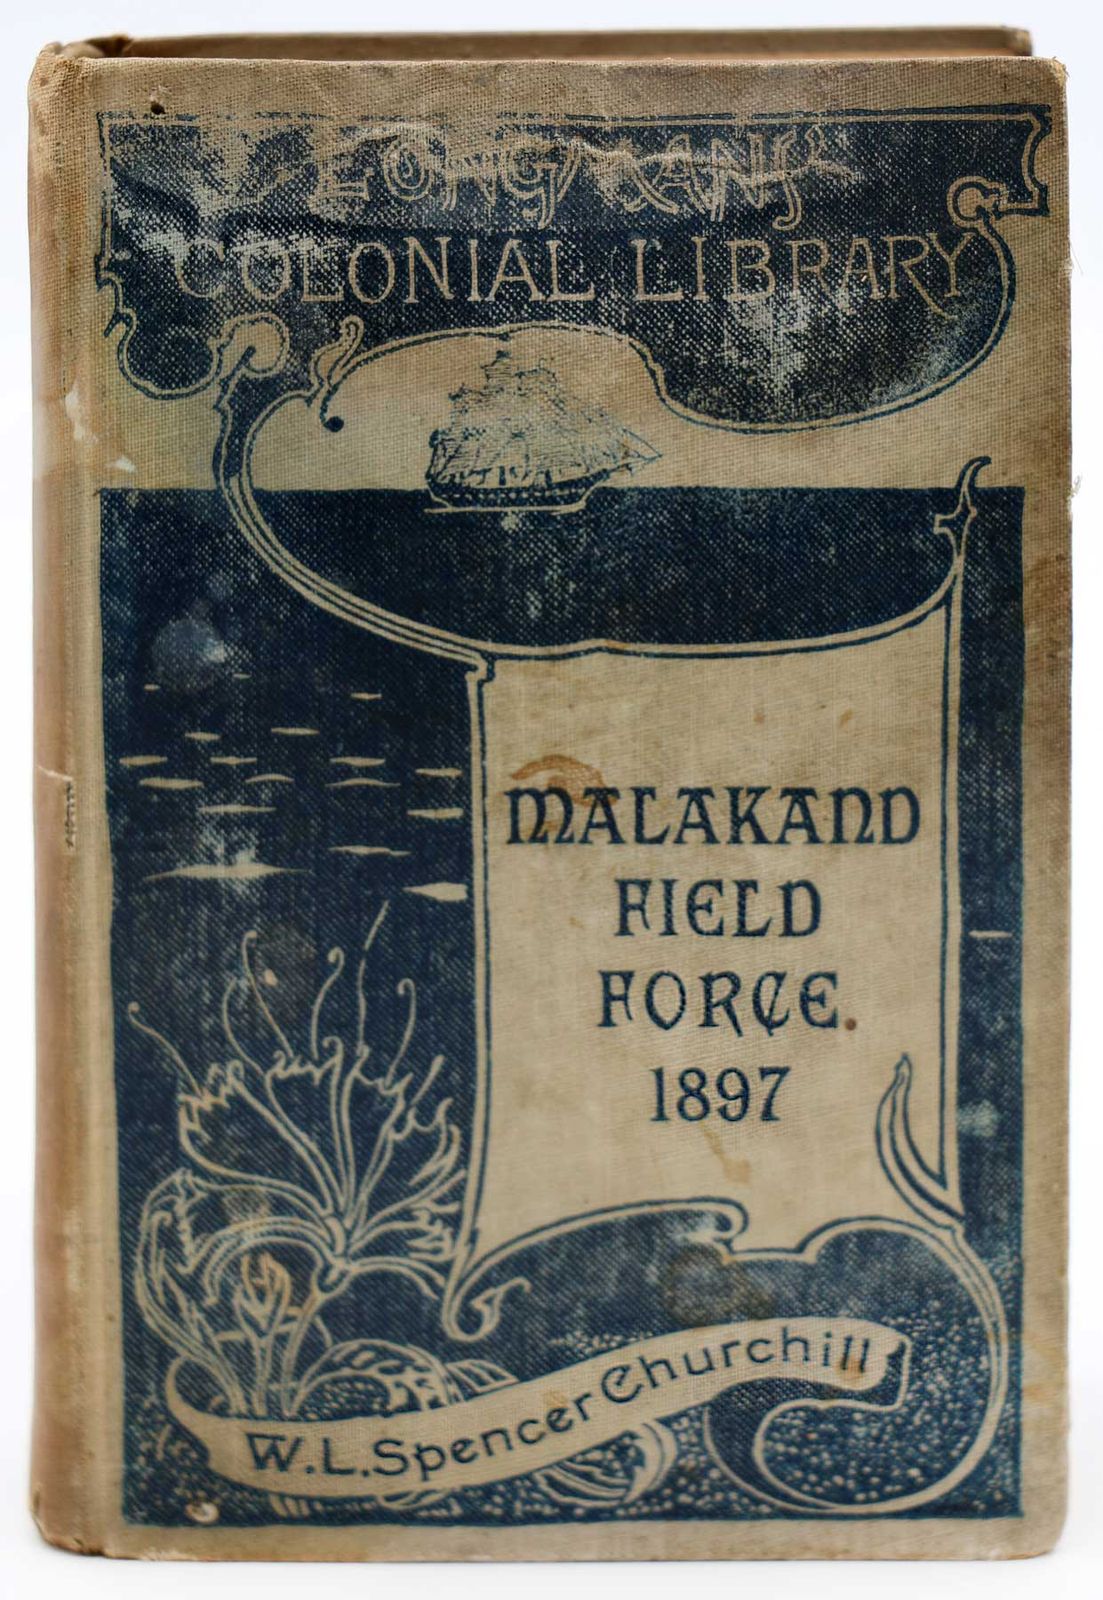 LONGMANS'
COLONIAL LIBRARY
MALAKAND
FIELD
FORCE.
1897
W.L. Spencer Churchill